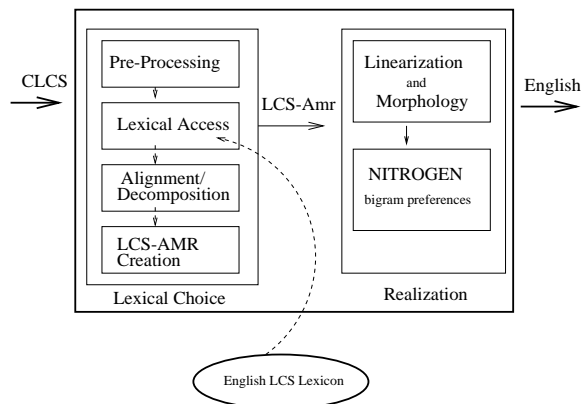 CLCS
Pre-Processing
Lexical Access
Alignment/
Decomposition
LCS-AMR
Creation
Lexical Choice
LCS-Amr
Linearization
and
Morphology
NITROGEN
bigram preferences
Realization
English
English LCS Lexicon